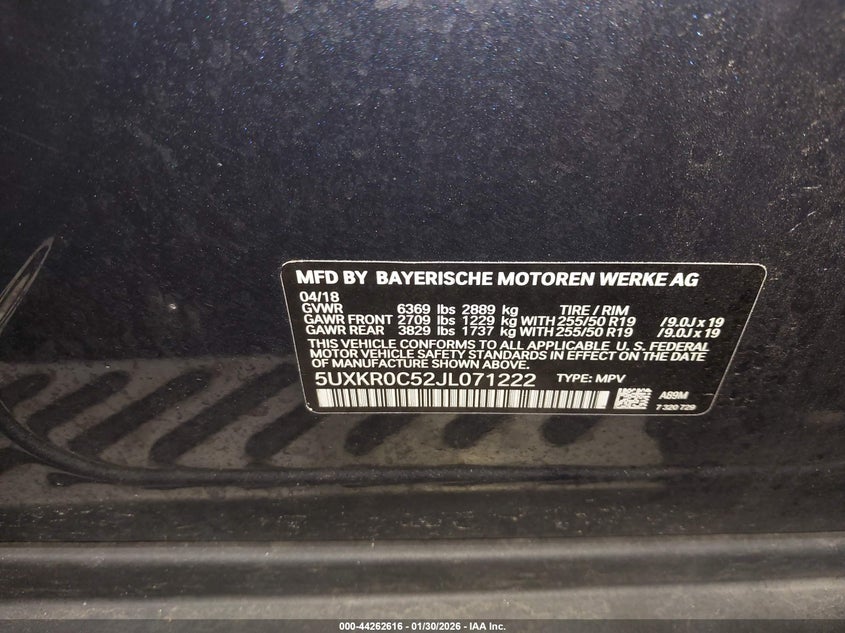 MFD BY BAYERISCHE MOTOREN WERKE AG
04/18
GVWR 6369 lbs 2889 kg TIRE / RIM
GAWR FRONT 2709 lbs 1229 kg WITH 255/50 R19 / 9.0J x 19
GAWR REAR 3829 lbs 1737 kg WITH 255/50 R19 / 9.0J x 19
THIS VEHICLE CONFORMS TO ALL APPLICABLE U.S. FEDERAL
MOTOR VEHICLE SAFETY STANDARDS IN EFFECT ON THE DATE
OF MANUFACTURE SHOWN ABOVE.
5UXKR0C52JL071222 TYPE: MPV
A89M
7 320 729
000-44262616 - 01/30/2026 - IAA Inc.